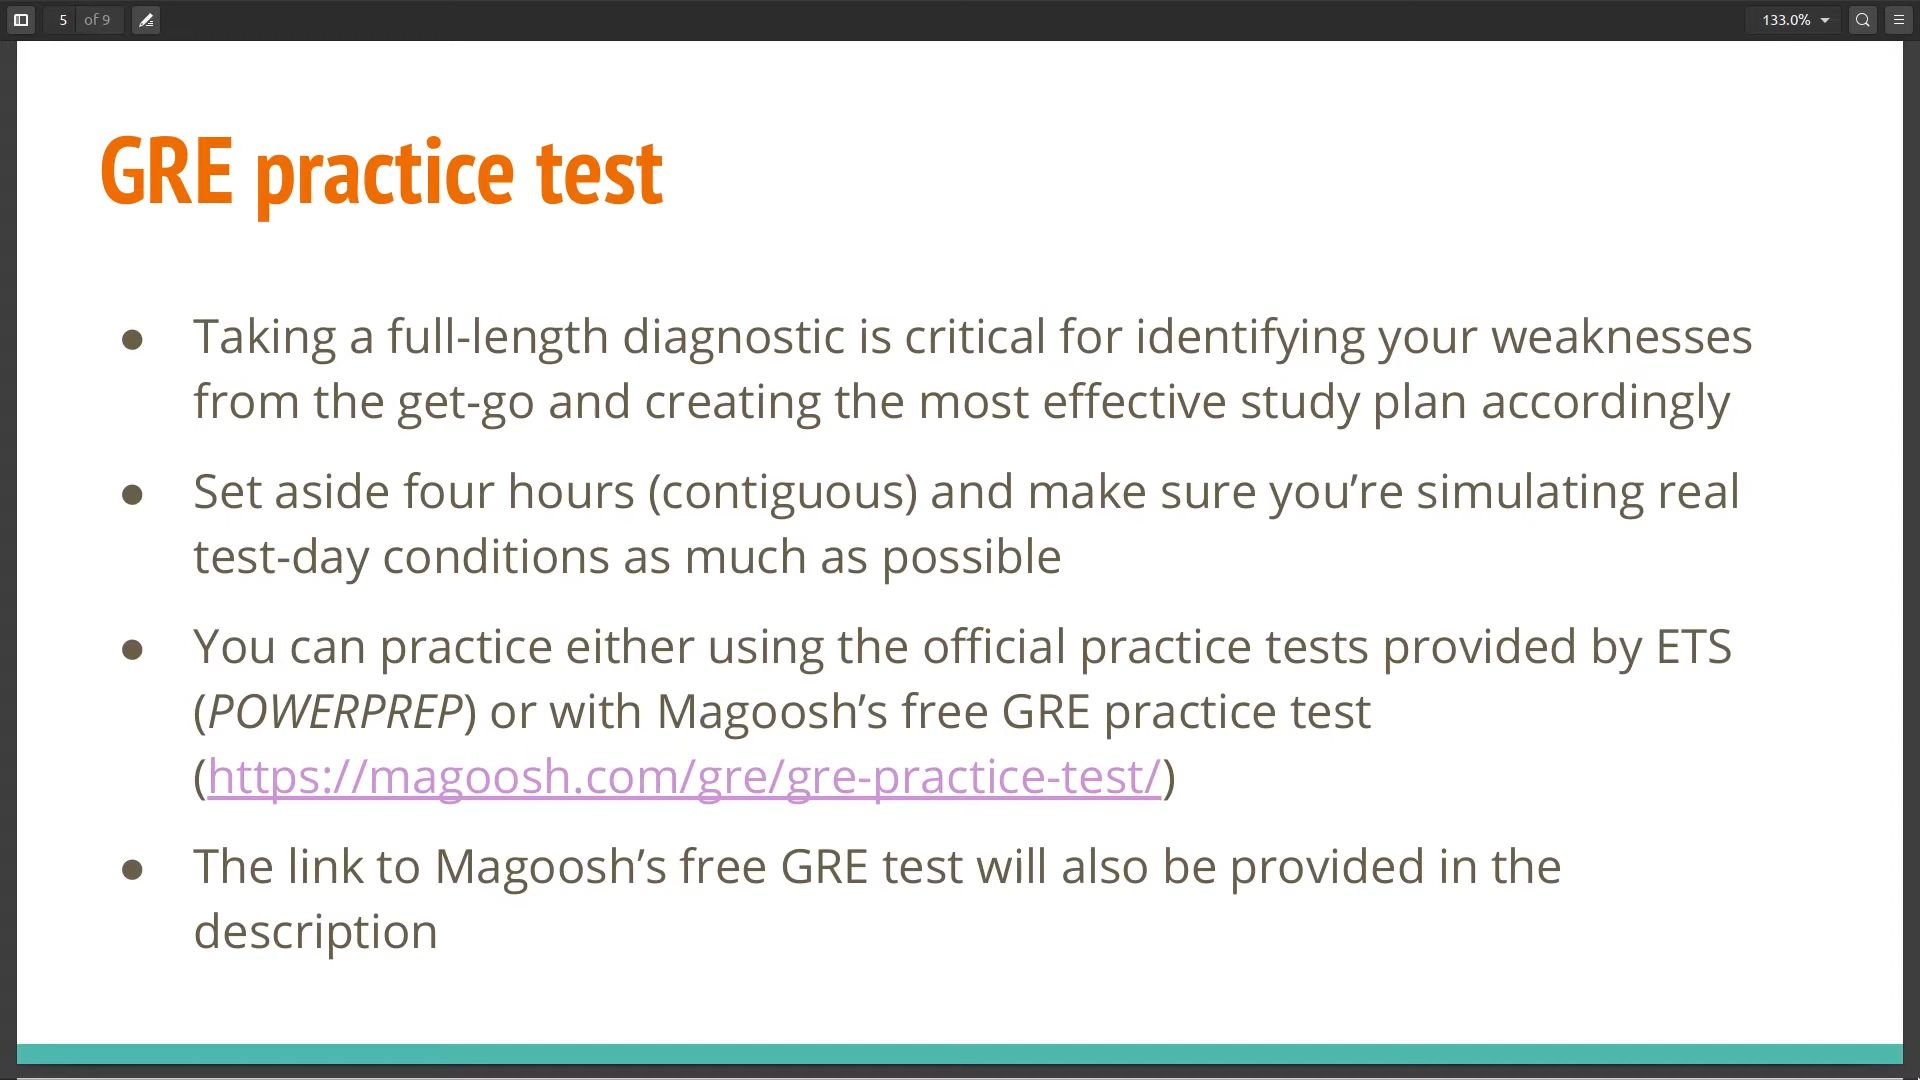 5 of 9
133.0%
GRE practice test
● Taking a full-length diagnostic is critical for identifying your weaknesses
from the get-go and creating the most effective study plan accordingly
● Set aside four hours (contiguous) and make sure you’re simulating real
test-day conditions as much as possible
● You can practice either using the official practice tests provided by ETS
(POWERPREP) or with Magoosh’s free GRE practice test
(https://magoosh.com/gre/gre-practice-test/)
● The link to Magoosh’s free GRE test will also be provided in the
description